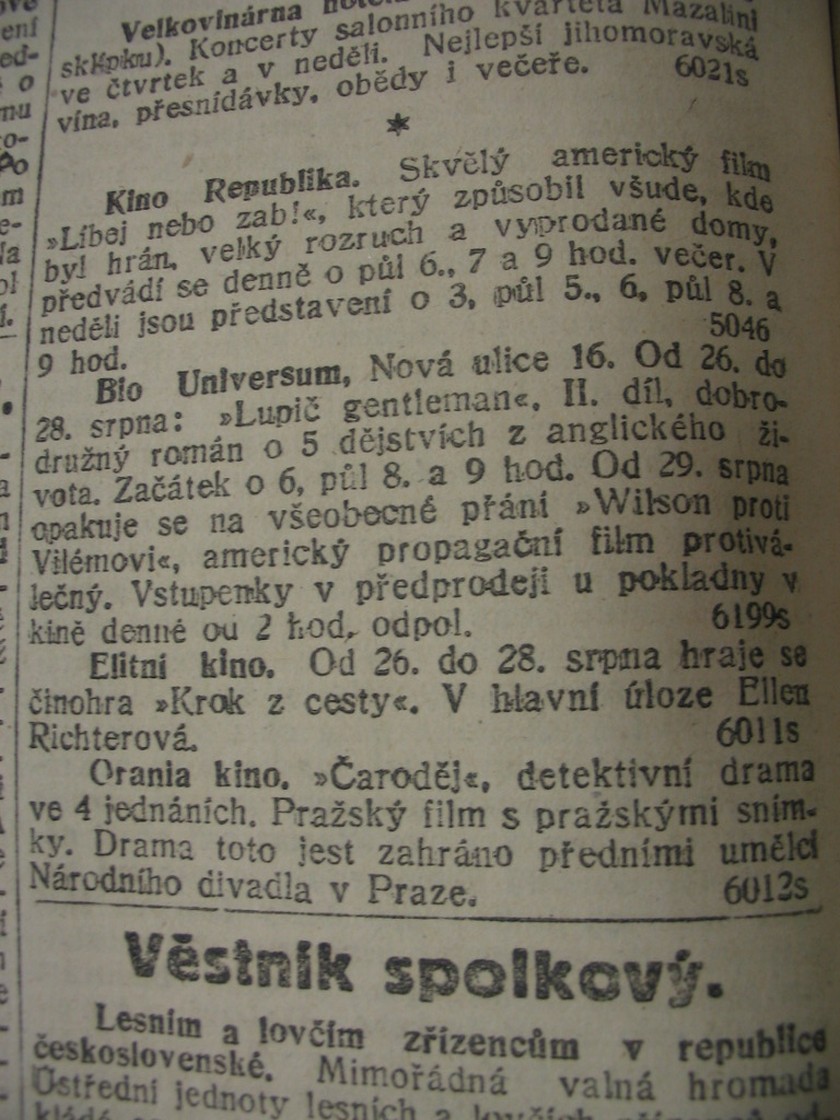 Velkovinárna
sklípku). Koncerty salonního kvarteta Mazalini
ve čtvrtek a v neděli. Nejlepší jihomoravská
vína, přesnídávky, obědy i večeře. 6021s
*
Kino Republika. Skvělý americký film
»Líbej nebo zab!«, který způsobil všude, kde
byl hrán, velký rozruch a vyprodané domy,
předvádí se denně o půl 6., 7 a 9 hod. večer. V
neděli jsou představení o 3, půl 5., 6, půl 8. a
9 hod. 5046
Bio Universum, Nová ulice 16. Od 26. do
28. srpna: »Lupič gentleman«, II. díl, dobro-
družný román o 5 dějstvích z anglického ži-
vota. Začátek o 6, půl 8. a 9 hod. Od 29. srpna
opakuje se na všeobecné přání »Wilson proti
Vilémovi«, americký propagační film protivá-
lečný. Vstupenky v předprodeji u pokladny v
kině denně ou 2 hod, odpol. 6199s
Elitní kino. Od 26. do 28. srpna hraje se
činohra »Krok z cesty«. V hlavní úloze Ellen
Richterová. 6011s
Orania kino. »Čaroděj«, detektivní drama
ve 4 jednáních. Pražský film s pražskými sním-
ky. Drama toto jest zahráno předními umělci
Národního divadla v Praze. 6012s
Věstník spolkový.
Lesním a lovčím zřízencům v republice
československé. Mimořádná valná hromada
Ústřední jednoty lesních a lovčích